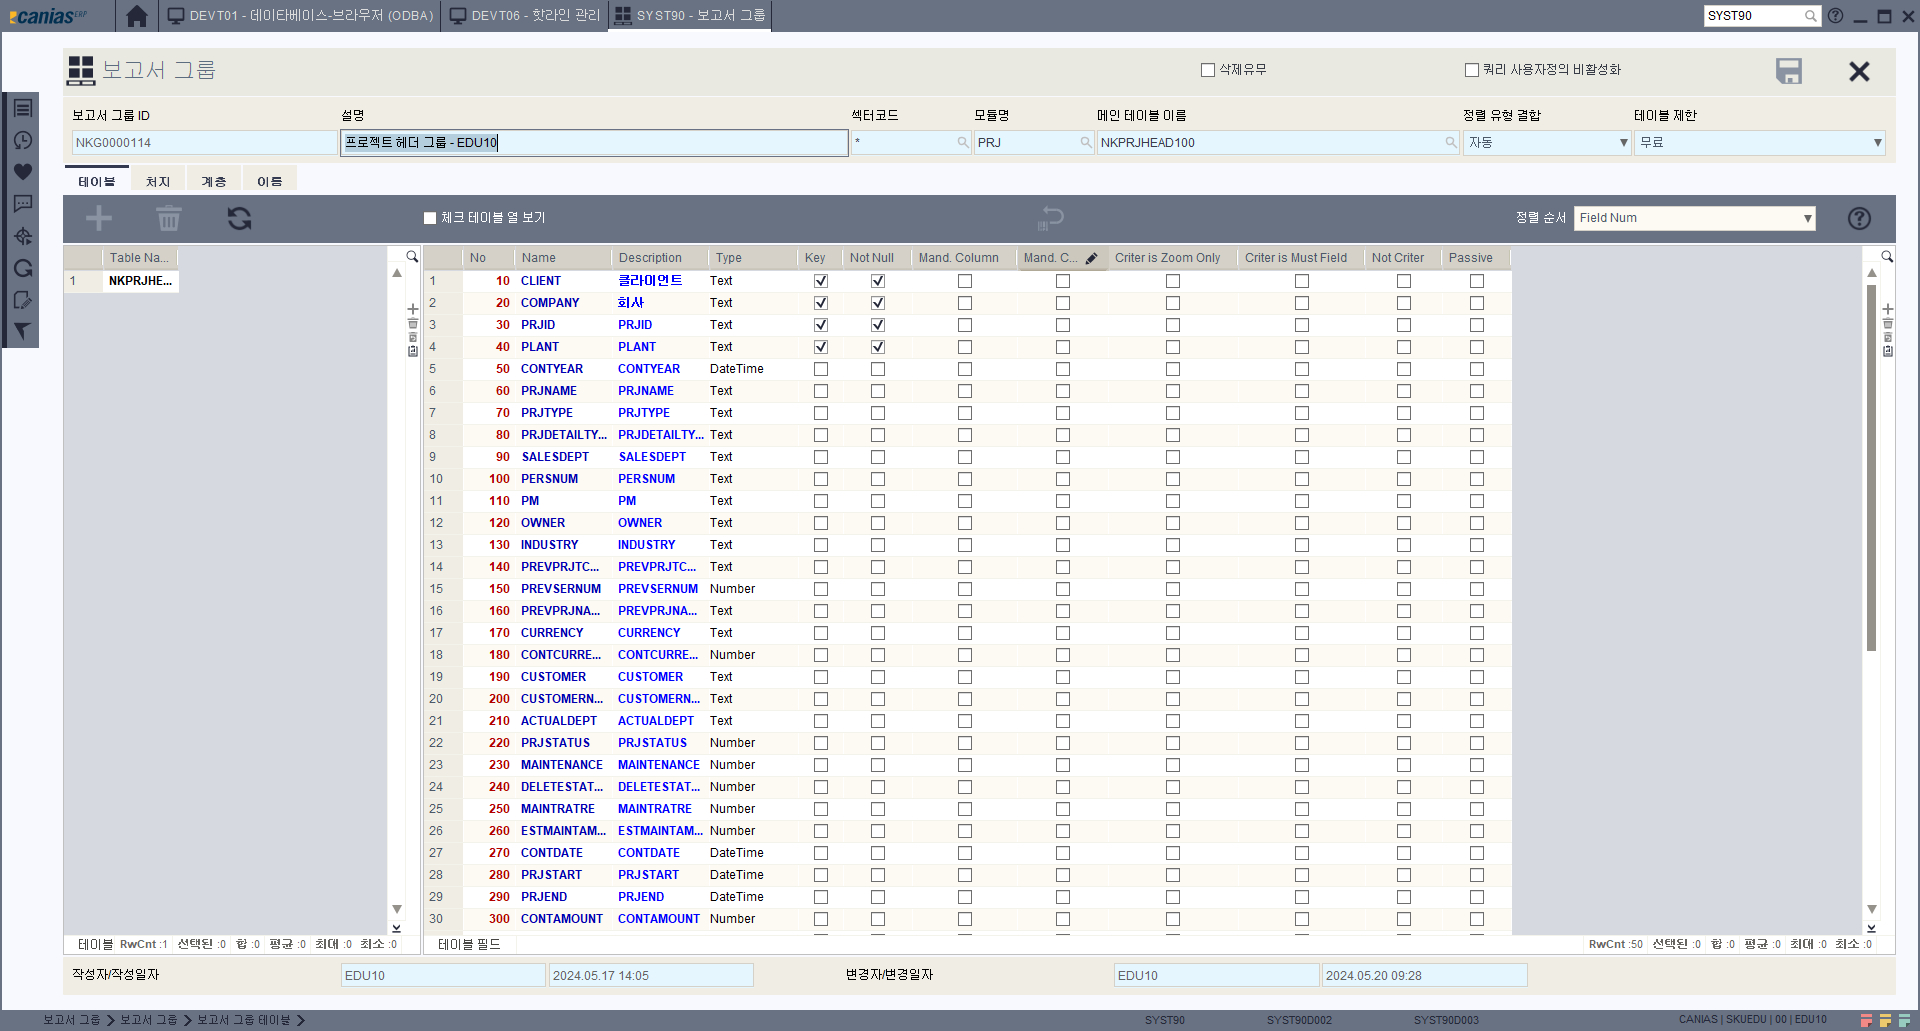 caniasERP DEVT01 - 데이타베이스-브라우저 (ODBA) DEVT06 - 핫라인 관리 SYST90 - 보고서 그룹 SYST90
보고서 그룹 삭제유무 쿼리 사용자정의 비활성화
보고서 그룹 ID 설명 섹터코드 모듈명 메인 테이블 이름 정렬 유형 결합 테이블 제한
NKG0000114 프로젝트 헤더 그룹 - EDU10 * PRJ NKPRJHEAD100 자동 무료
테이블 처지 계층 이름
체크 테이블 열 보기 정렬 순서 Field Num
Table Na... No Name Description Type Key Not Null Mand. Column Mand. C... Criter is Zoom Only Criter is Must Field Not Criter Passive
1 NKPRJHE... 1 10 CLIENT 클라이언트 Text
2 20 COMPANY 회사 Text
3 30 PRJID PRJID Text
4 40 PLANT PLANT Text
5 50 CONTYEAR CONTYEAR DateTime
6 60 PRJNAME PRJNAME Text
7 70 PRJTYPE PRJTYPE Text
8 80 PRJDETAILTY... PRJDETAILTY... Text
9 90 SALESDEPT SALESDEPT Text
10 100 PERSNUM PERSNUM Text
11 110 PM PM Text
12 120 OWNER OWNER Text
13 130 INDUSTRY INDUSTRY Text
14 140 PREVPRJTC... PREVPRJTC... Text
15 150 PREVSERNUM PREVSERNUM Number
16 160 PREVPRJNA... PREVPRJNA... Text
17 170 CURRENCY CURRENCY Text
18 180 CONTCURRE... CONTCURRE... Number
19 190 CUSTOMER CUSTOMER Text
20 200 CUSTOMERN... CUSTOMERN... Text
21 210 ACTUALDEPT ACTUALDEPT Text
22 220 PRJSTATUS PRJSTATUS Number
23 230 MAINTENANCE MAINTENANCE Number
24 240 DELETESTAT... DELETESTAT... Number
25 250 MAINTRATRE MAINTRATRE Number
26 260 ESTMAINTAM... ESTMAINTAM... Number
27 270 CONTDATE CONTDATE DateTime
28 280 PRJSTART PRJSTART DateTime
29 290 PRJEND PRJEND DateTime
30 300 CONTAMOUNT CONTAMOUNT Number
테이블 RwCnt :1 선택된 :0 합 :0 평균 :0 최대 :0 최소 :0 테이블 필드 RwCnt :50 선택된 :0 합 :0 평균 :0 최대 :0 최소 :0
작성자/작성일자 EDU10 2024.05.17 14:05 변경자/변경일자 EDU10 2024.05.20 09:28
보고서 그룹 보고서 그룹 보고서 그룹 테이블 SYST90 SYST90D002 SYST90D003 CANIAS | SKUEDU | 00 | EDU10